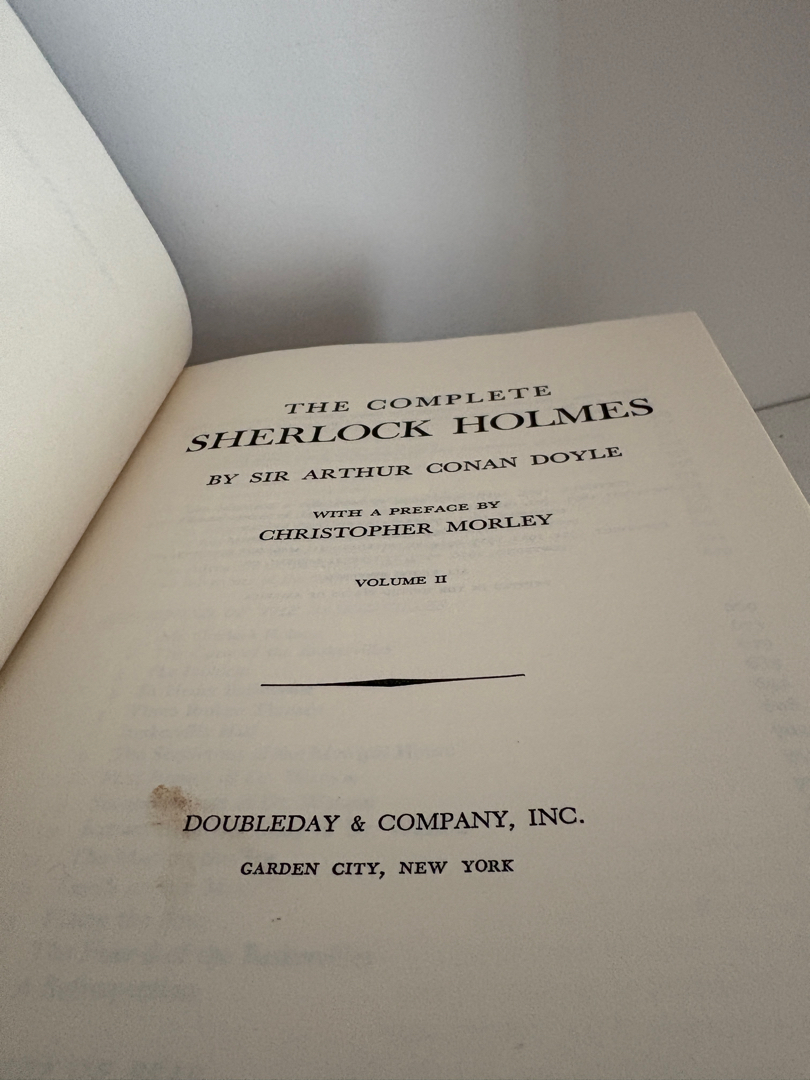 THE COMPLETE
SHERLOCK HOLMES
BY SIR ARTHUR CONAN DOYLE
WITH A PREFACE BY
CHRISTOPHER MORLEY
VOLUME II
DOUBLEDAY & COMPANY, INC.
GARDEN CITY, NEW YORK